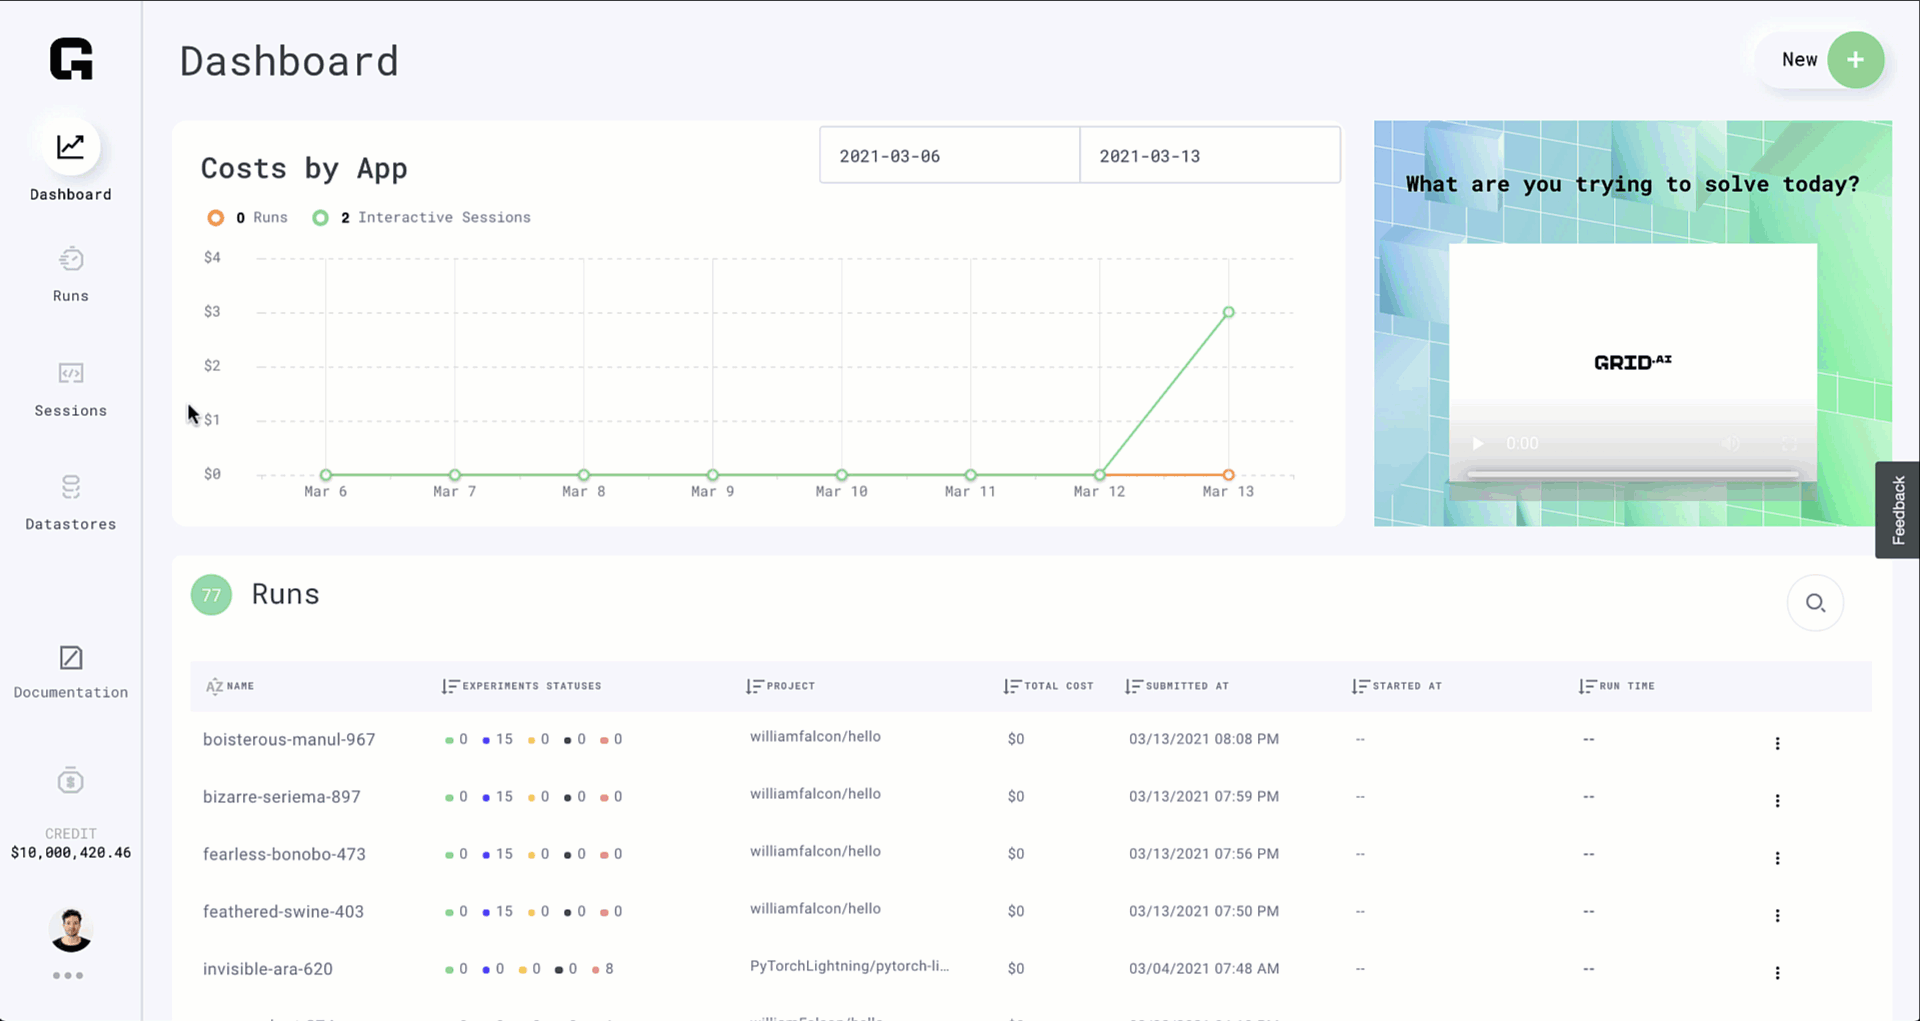 Dashboard
New
Dashboard
Runs
Sessions
Datastores
Documentation
CREDIT
$10,000,420.46
Costs by App
2021-03-06
2021-03-13
0 Runs
2 Interactive Sessions
$4
$3
$2
$1
$0
Mar 6
Mar 7
Mar 8
Mar 9
Mar 10
Mar 11
Mar 12
Mar 13
What are you trying to solve today?
GRID.AI
0:00
Feedback
77 Runs
NAME EXPERIMENTS STATUSES PROJECT TOTAL COST SUBMITTED AT STARTED AT RUN TIME
boisterous-manul-967 0 15 0 0 0 williamfalcon/hello $0 03/13/2021 08:08 PM -- --
bizarre-seriema-897 0 15 0 0 0 williamfalcon/hello $0 03/13/2021 07:59 PM -- --
fearless-bonobo-473 0 15 0 0 0 williamfalcon/hello $0 03/13/2021 07:56 PM -- --
feathered-swine-403 0 15 0 0 0 williamfalcon/hello $0 03/13/2021 07:50 PM -- --
invisible-ara-620 0 0 0 0 8 PyTorchLightning/pytorch-li… $0 03/04/2021 07:48 AM -- --